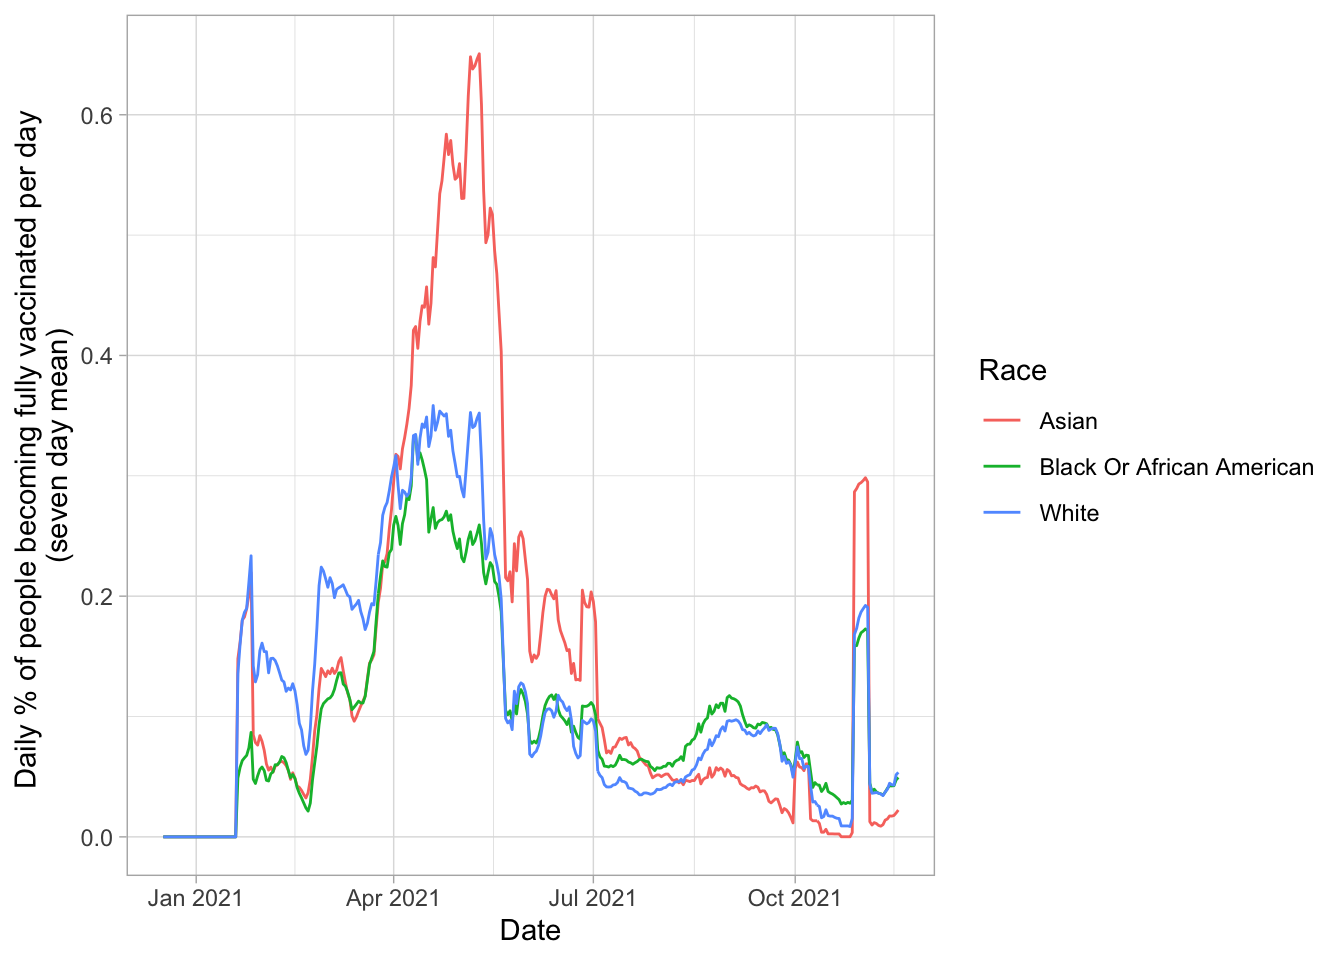 Daily % of people becoming fully vaccinated per day
(seven day mean)
0.6
0.4
0.2
0.0
Jan 2021
Apr 2021
Jul 2021
Oct 2021
Date
Race
Asian
Black Or African American
White